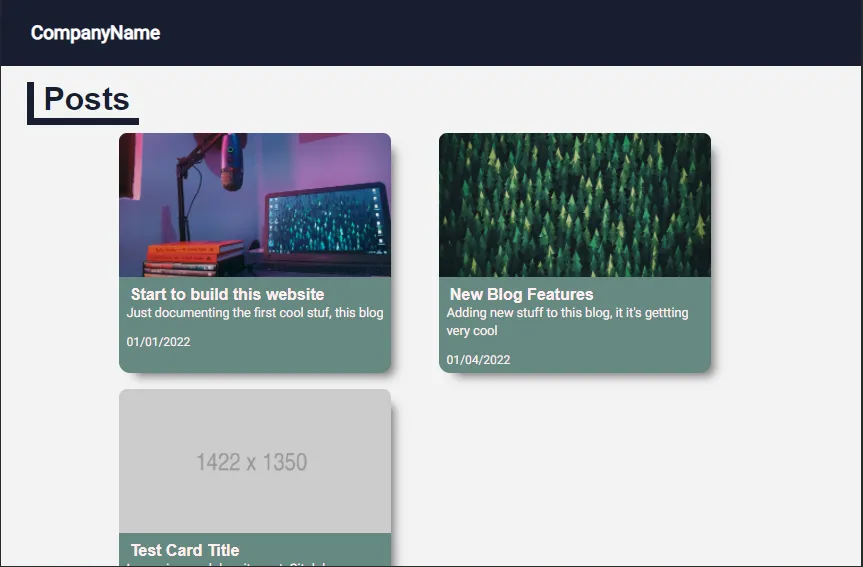 CompanyName
Posts
Start to build this website
Just documenting the first cool stuf, this blog
01/01/2022
New Blog Features
Adding new stuff to this blog, it it's gettting
very cool
01/04/2022
1422 x 1350
Test Card Title